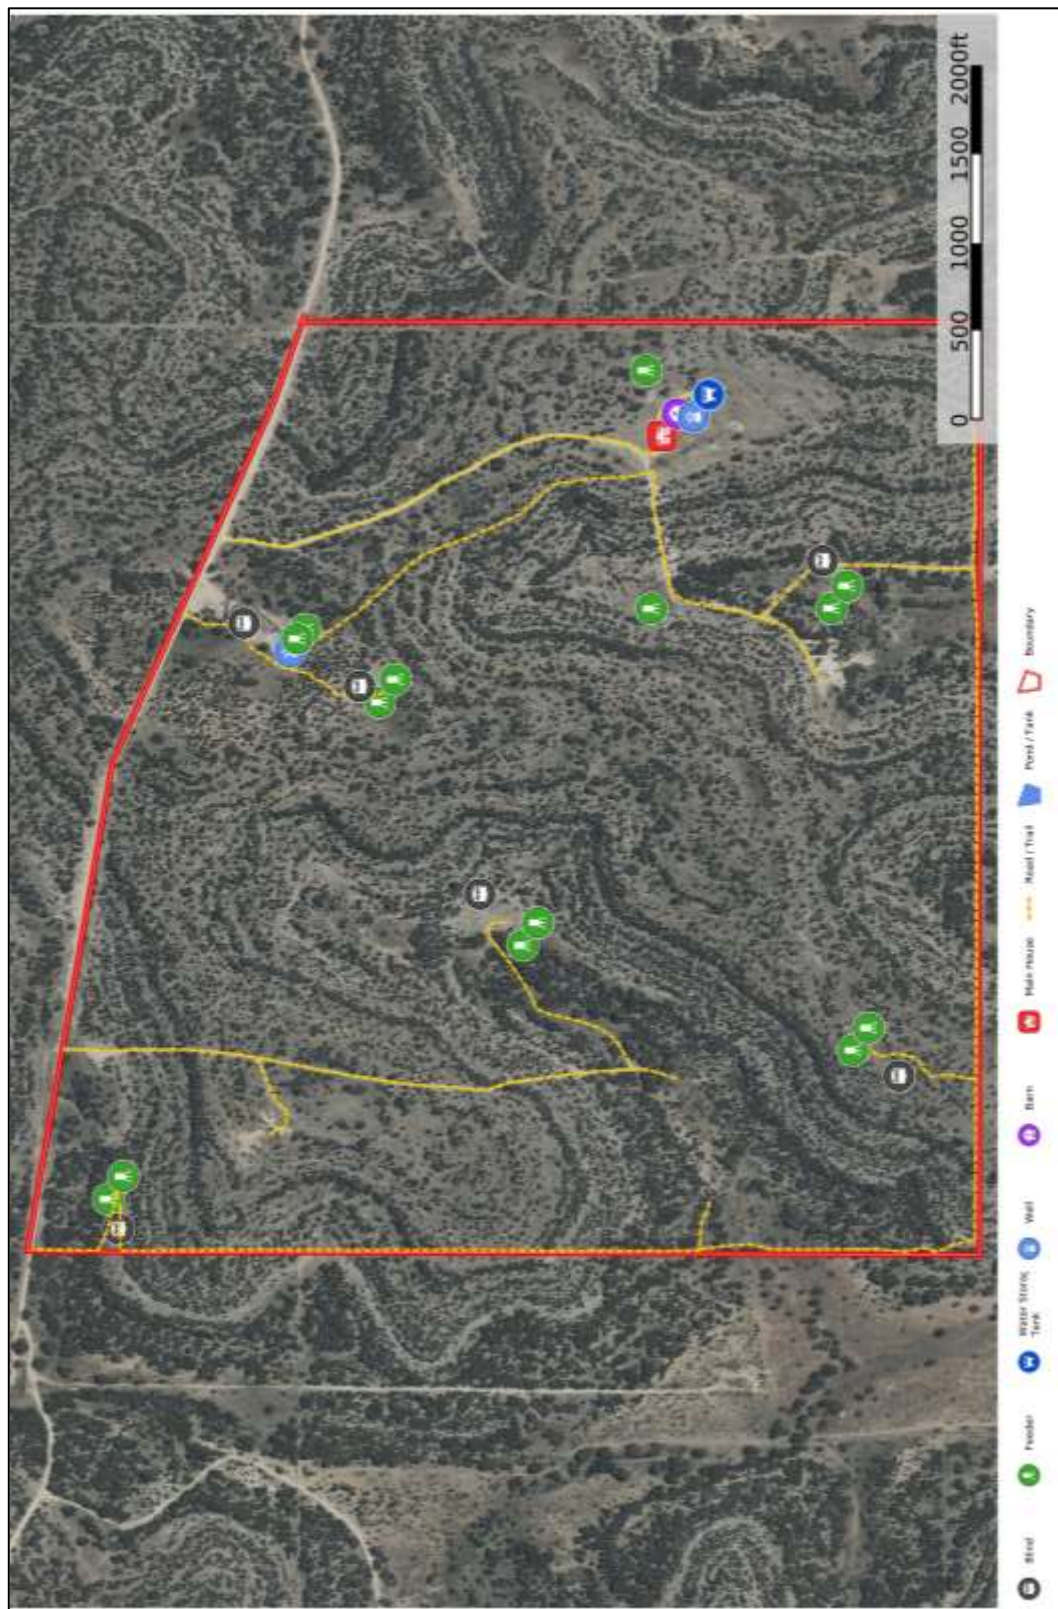 0 500 1000 1500 2000ft
Blind
Feeder
Water Storage
Tank
Well
Barn
Main House
Road / Trail
Pond / Tank
Boundary